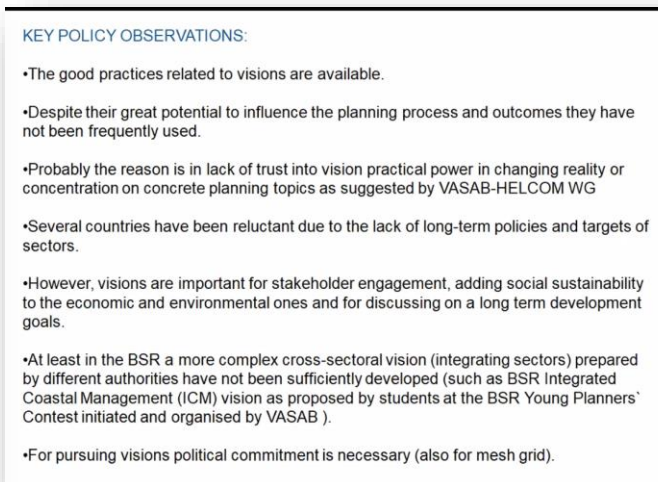 KEY POLICY OBSERVATIONS:
•The good practices related to visions are available.
•Despite their great potential to influence the planning process and outcomes they have
not been frequently used.
•Probably the reason is in lack of trust into vision practical power in changing reality or
concentration on concrete planning topics as suggested by VASAB-HELCOM WG
•Several countries have been reluctant due to the lack of long-term policies and targets of
sectors.
•However, visions are important for stakeholder engagement, adding social sustainability
to the economic and environmental ones and for discussing on a long term development
goals.
•At least in the BSR a more complex cross-sectoral vision (integrating sectors) prepared
by different authorities have not been sufficiently developed (such as BSR Integrated
Coastal Management (ICM) vision as proposed by students at the BSR Young Planners`
Contest initiated and organised by VASAB ).
•For pursuing visions political commitment is necessary (also for mesh grid).